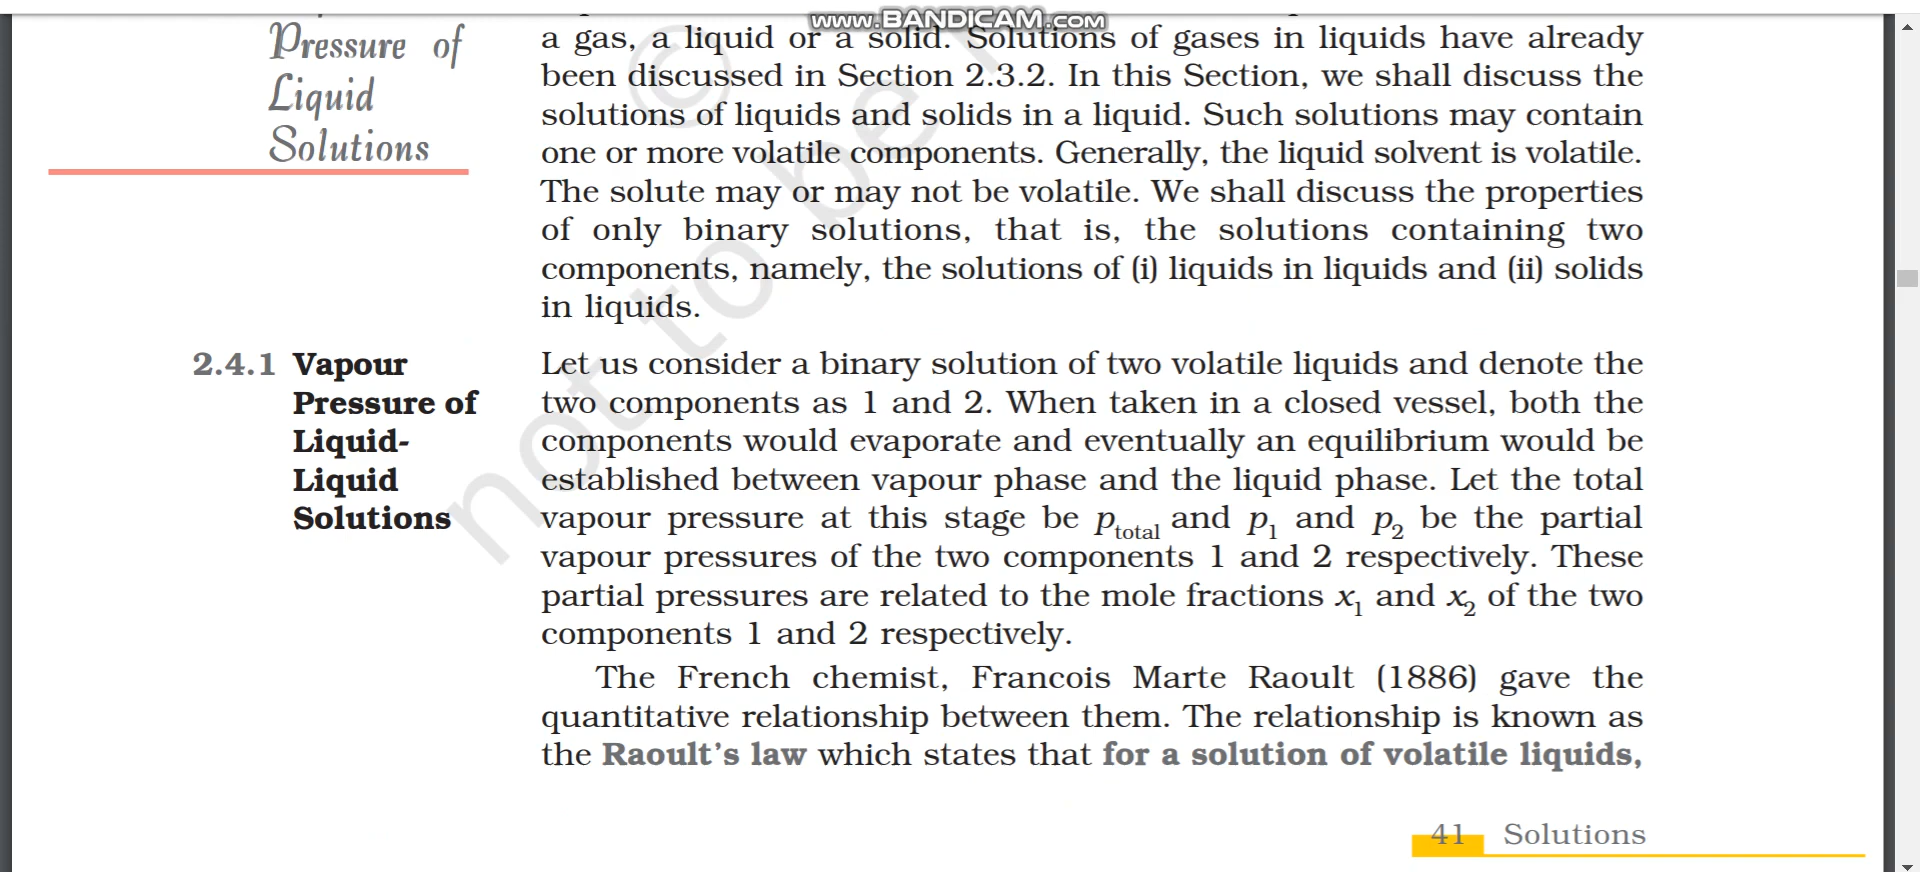 www.BANDICAM.com
Pressure of
Liquid
Solutions
a gas, a liquid or a solid. Solutions of gases in liquids have already
been discussed in Section 2.3.2. In this Section, we shall discuss the
solutions of liquids and solids in a liquid. Such solutions may contain
one or more volatile components. Generally, the liquid solvent is volatile.
The solute may or may not be volatile. We shall discuss the properties
of only binary solutions, that is, the solutions containing two
components, namely, the solutions of (i) liquids in liquids and (ii) solids
in liquids.
2.4.1 Vapour
Pressure of
Liquid-
Liquid
Solutions
Let us consider a binary solution of two volatile liquids and denote the
two components as 1 and 2. When taken in a closed vessel, both the
components would evaporate and eventually an equilibrium would be
established between vapour phase and the liquid phase. Let the total
vapour pressure at this stage be p_total and p_1 and p_2 be the partial
vapour pressures of the two components 1 and 2 respectively. These
partial pressures are related to the mole fractions x_1 and x_2 of the two
components 1 and 2 respectively.
The French chemist, Francois Marte Raoult (1886) gave the
quantitative relationship between them. The relationship is known as
the Raoult's law which states that for a solution of volatile liquids,
41 Solutions
©
not to be